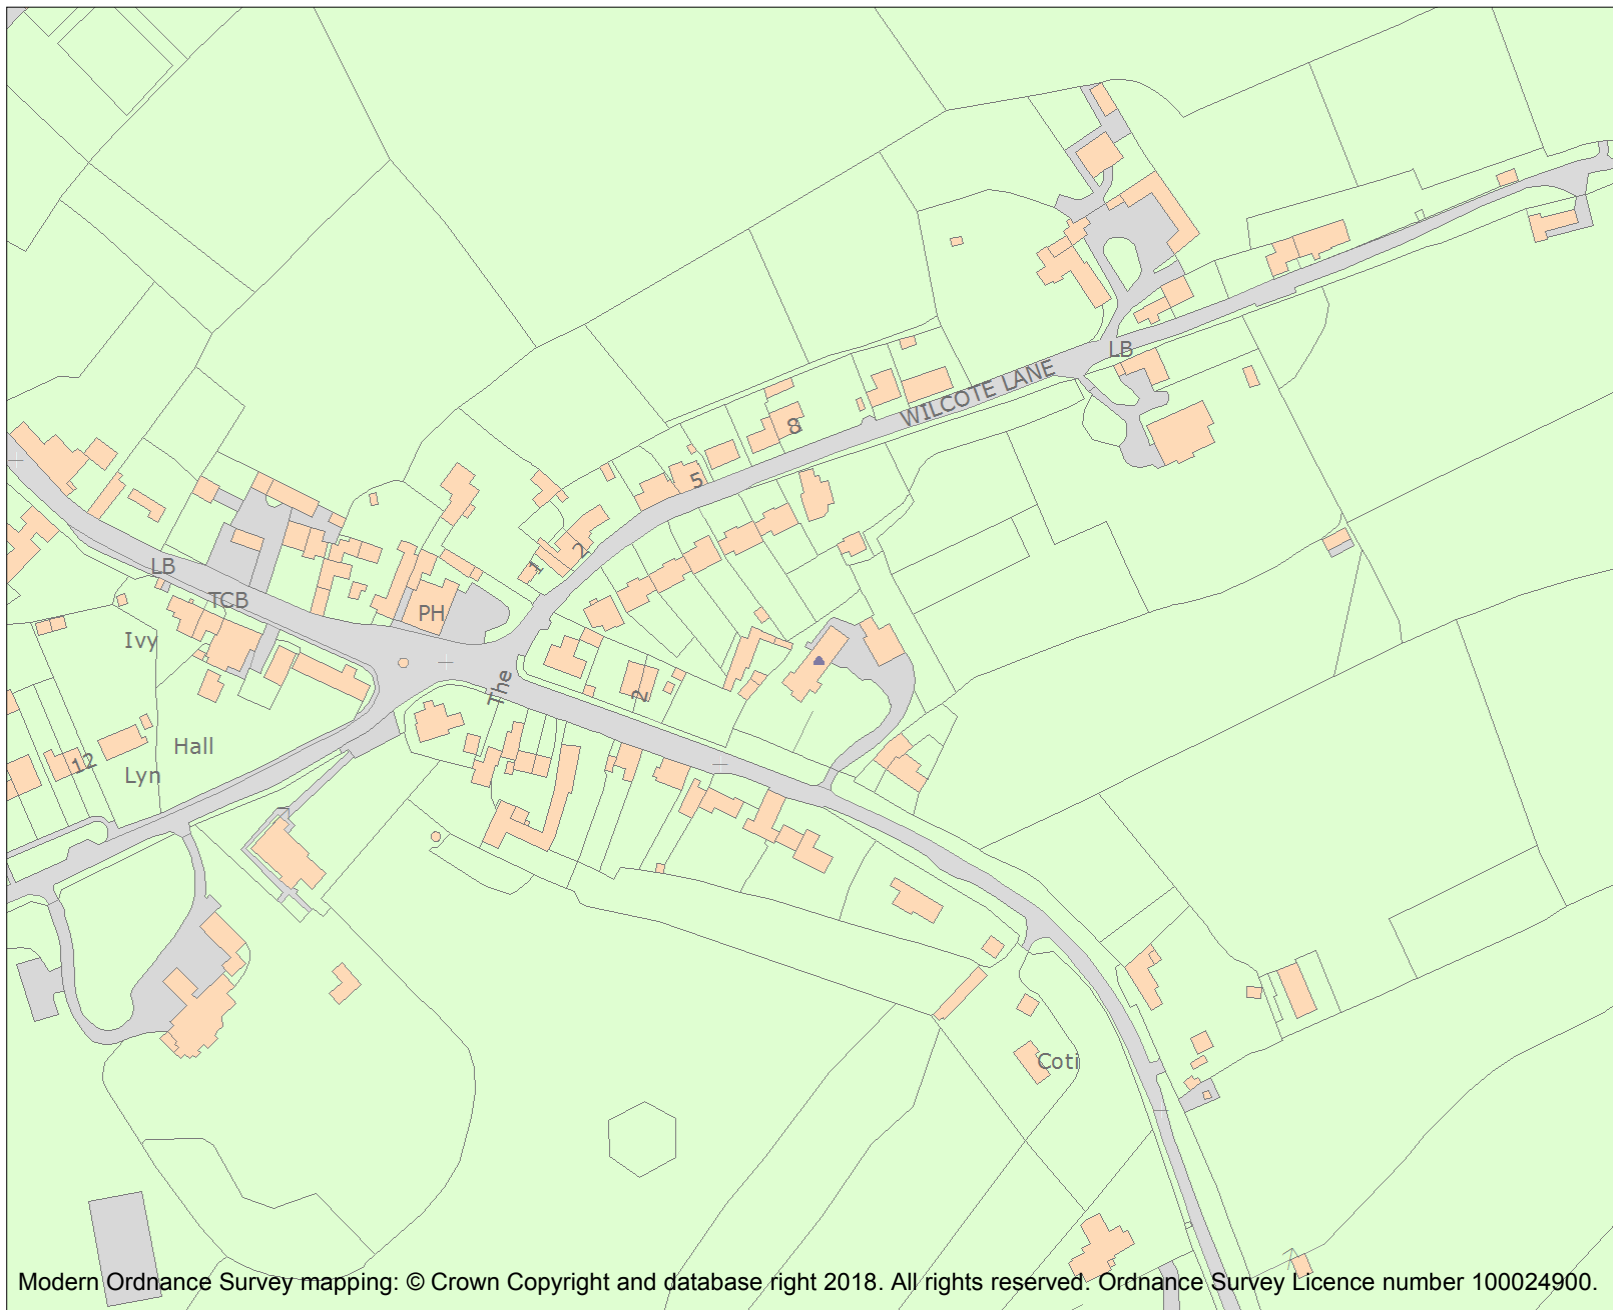 LB
WILCOTE LANE
8
5
2
1
LB
TCB
PH
Ivy
The
2
Hall
12
Lyn
Coti
Modern Ordnance Survey mapping: © Crown Copyright and database right 2018. All rights reserved. Ordnance Survey Licence number 100024900.